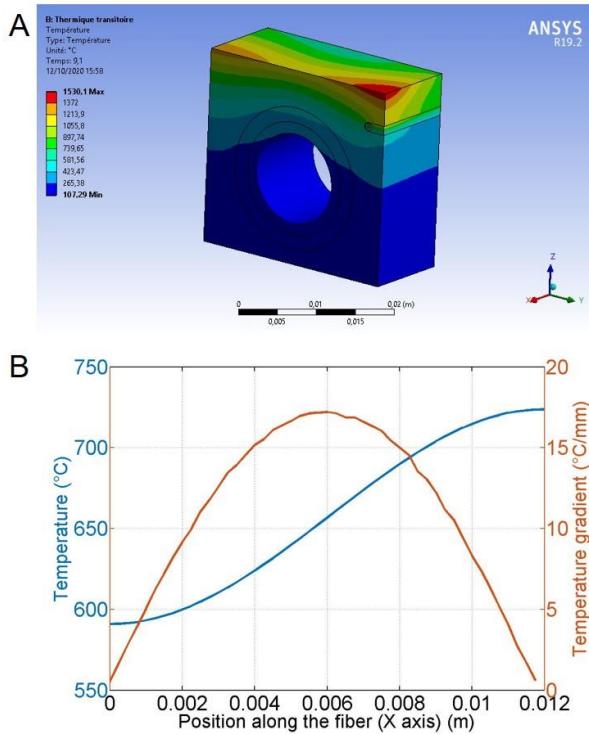 A
B: Thermique transitoire
Température
Type: Température
Unité: °C
Temps: 9,1
12/10/2020 15:58
ANSYS
R19.2
1530,1 Max
1372
1213,9
1055,8
897,74
739,65
581,56
423,47
265,38
107,29 Min
0
0,005
0,01
0,015
0,02 (m)
Z
X
Y
B
Temperature (°C)
750
700
650
600
550
Temperature gradient (°C/mm)
20
15
10
5
0
0
0.002
0.004
0.006
0.008
0.01
0.012
Position along the fiber (X axis) (m)